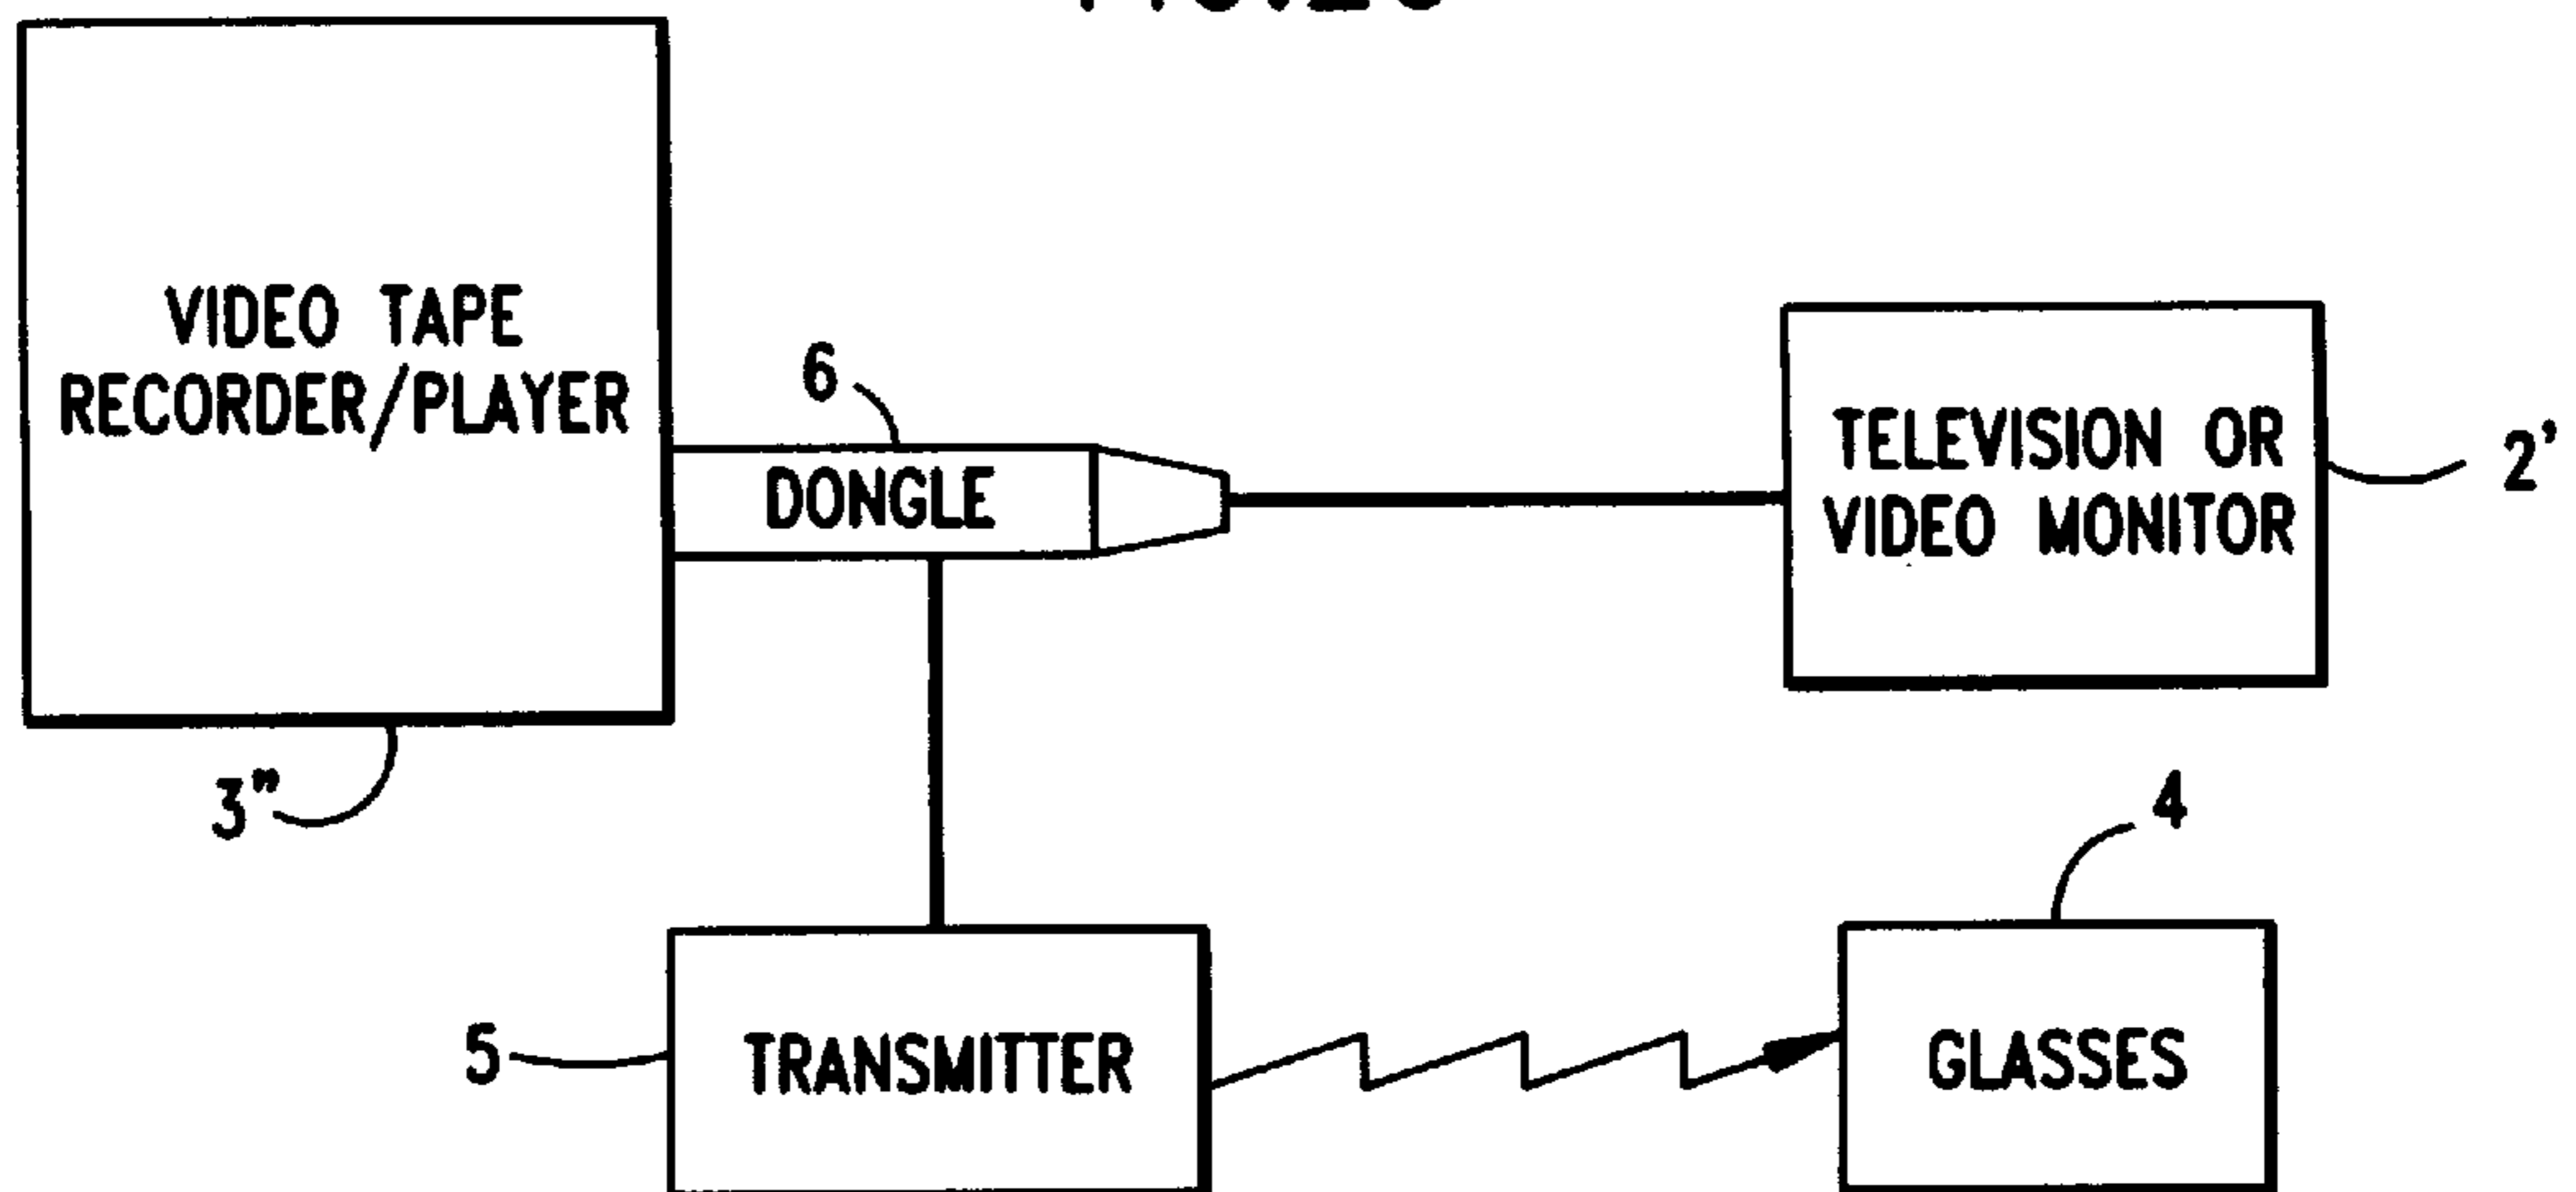 VIDEO TAPE
RECORDER/PLAYER
6
DONGLE
TELEVISION OR
VIDEO MONITOR
2'
3"
4
5
TRANSMITTER
GLASSES